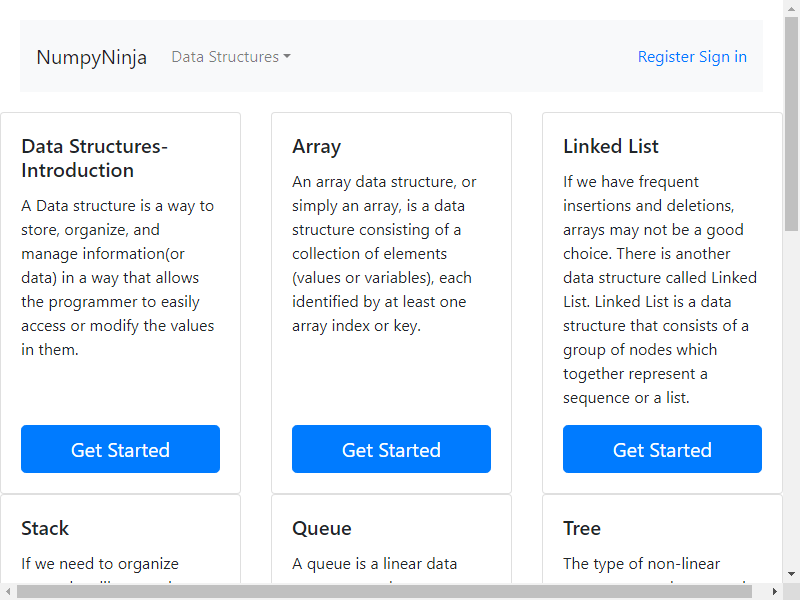 NumpyNinja Data Structures Register Sign in
Data Structures-
Introduction
A Data structure is a way to
store, organize, and
manage information(or
data) in a way that allows
the programmer to easily
access or modify the values
in them.
Get Started
Array
An array data structure, or
simply an array, is a data
structure consisting of a
collection of elements
(values or variables), each
identified by at least one
array index or key.
Get Started
Linked List
If we have frequent
insertions and deletions,
arrays may not be a good
choice. There is another
data structure called Linked
List. Linked List is a data
structure that consists of a
group of nodes which
together represent a
sequence or a list.
Get Started
Stack
If we need to organize
Queue
A queue is a linear data
Tree
The type of non-linear